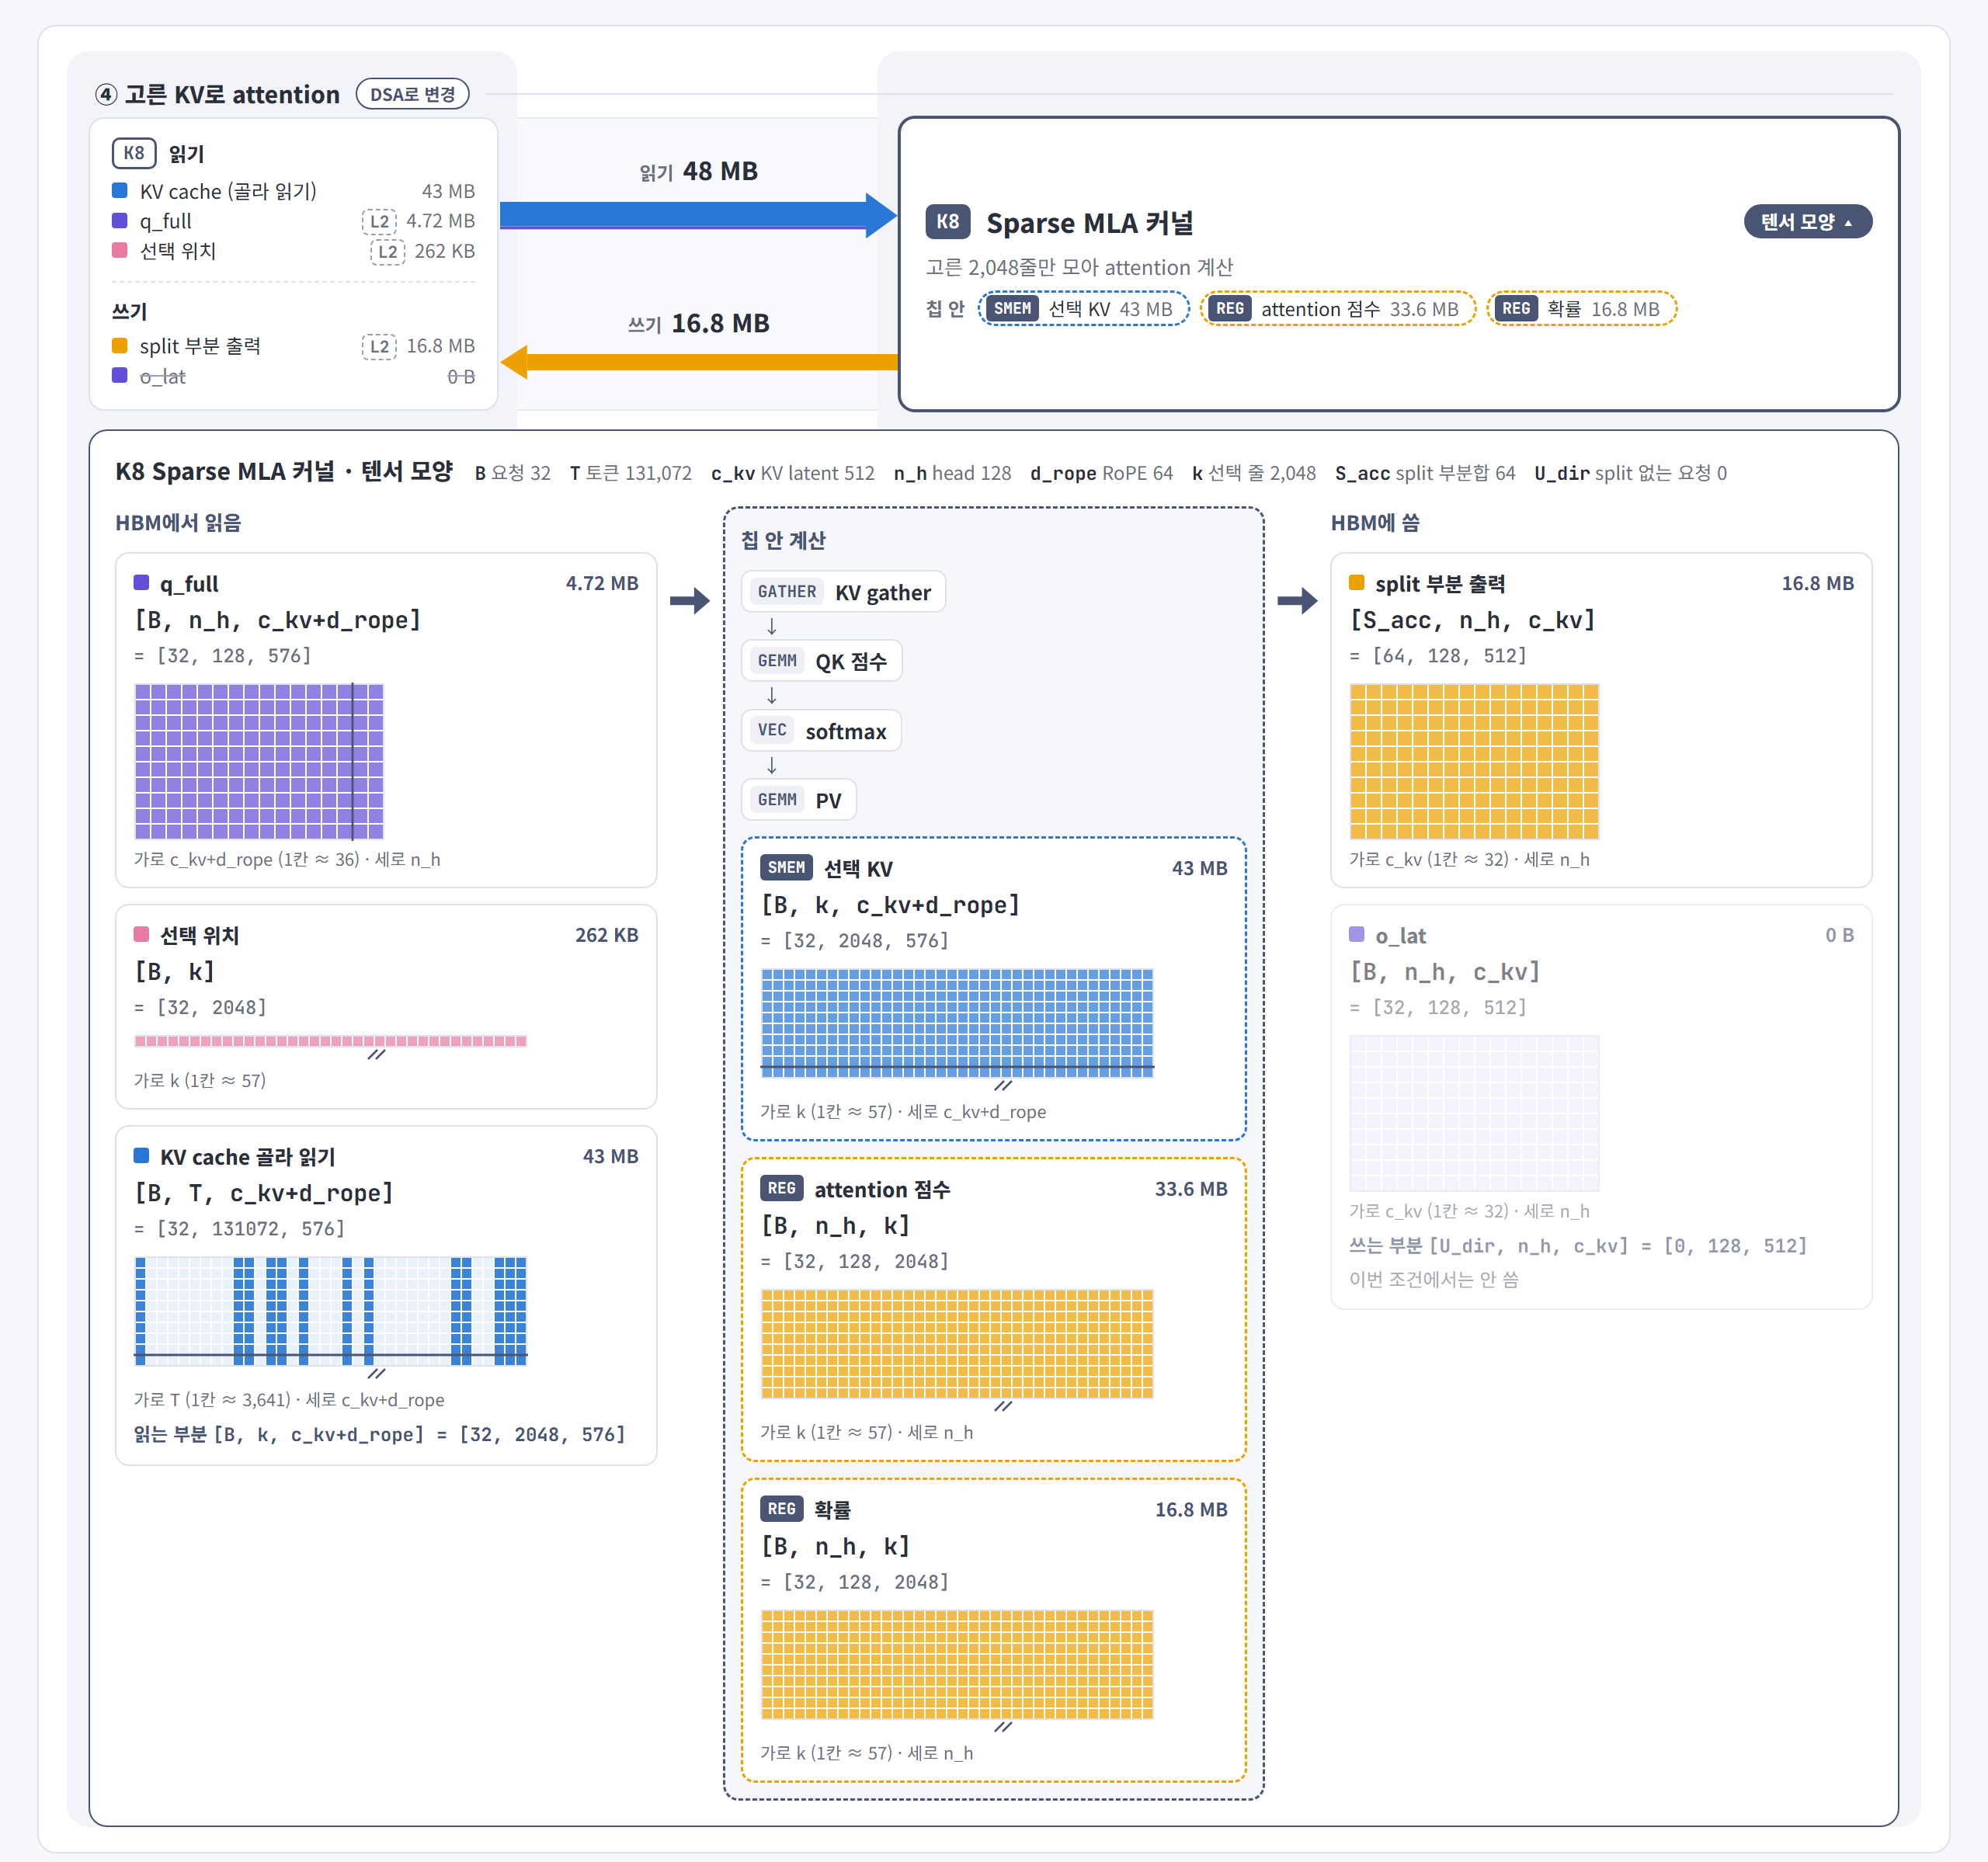 ④ 고른 KV로 attention DSA로 변경
K8 읽기
KV cache (골라 읽기) 43 MB
q_full L2 4.72 MB
선택 위치 L2 262 KB
쓰기
split 부분 출력 L2 16.8 MB
o_lat 0 B
읽기 48 MB
쓰기 16.8 MB
K8 Sparse MLA 커널 텐서 모양 ▲
고른 2,048줄만 모아 attention 계산
칩 안 SMEM 선택 KV 43 MB REG attention 점수 33.6 MB REG 확률 16.8 MB
K8 Sparse MLA 커널 · 텐서 모양 B 요청 32 T 토큰 131,072 c_kv KV latent 512 n_h head 128 d_rope RoPE 64 k 선택 줄 2,048 S_acc split 부분합 64 U_dir split 없는 요청 0
HBM에서 읽음
q_full 4.72 MB
[B, n_h, c_kv+d_rope]
= [32, 128, 576]
가로 c_kv+d_rope (1칸 ≈ 36) · 세로 n_h
선택 위치 262 KB
[B, k]
= [32, 2048]
가로 k (1칸 ≈ 57)
KV cache 골라 읽기 43 MB
[B, T, c_kv+d_rope]
= [32, 131072, 576]
가로 T (1칸 ≈ 3,641) · 세로 c_kv+d_rope
읽는 부분 [B, k, c_kv+d_rope] = [32, 2048, 576]
칩 안 계산
GATHER KV gather
↓
GEMM QK 점수
↓
VEC softmax
↓
GEMM PV
SMEM 선택 KV 43 MB
[B, k, c_kv+d_rope]
= [32, 2048, 576]
가로 k (1칸 ≈ 57) · 세로 c_kv+d_rope
REG attention 점수 33.6 MB
[B, n_h, k]
= [32, 128, 2048]
가로 k (1칸 ≈ 57) · 세로 n_h
REG 확률 16.8 MB
[B, n_h, k]
= [32, 128, 2048]
가로 k (1칸 ≈ 57) · 세로 n_h
HBM에 씀
split 부분 출력 16.8 MB
[S_acc, n_h, c_kv]
= [64, 128, 512]
가로 c_kv (1칸 ≈ 32) · 세로 n_h
o_lat 0 B
[B, n_h, c_kv]
= [32, 128, 512]
가로 c_kv (1칸 ≈ 32) · 세로 n_h
쓰는 부분 [U_dir, n_h, c_kv] = [0, 128, 512]
이번 조건에서는 안 씀